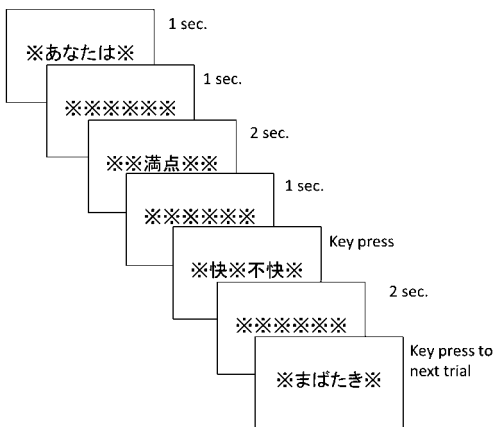 1 sec.
※あなたは※
1 sec.
※※※※※※
2 sec.
※※満点※※
1 sec.
※※※※※※
Key press
※快※不快※
2 sec.
※※※※※※
Key press to
next trial
※まばたき※